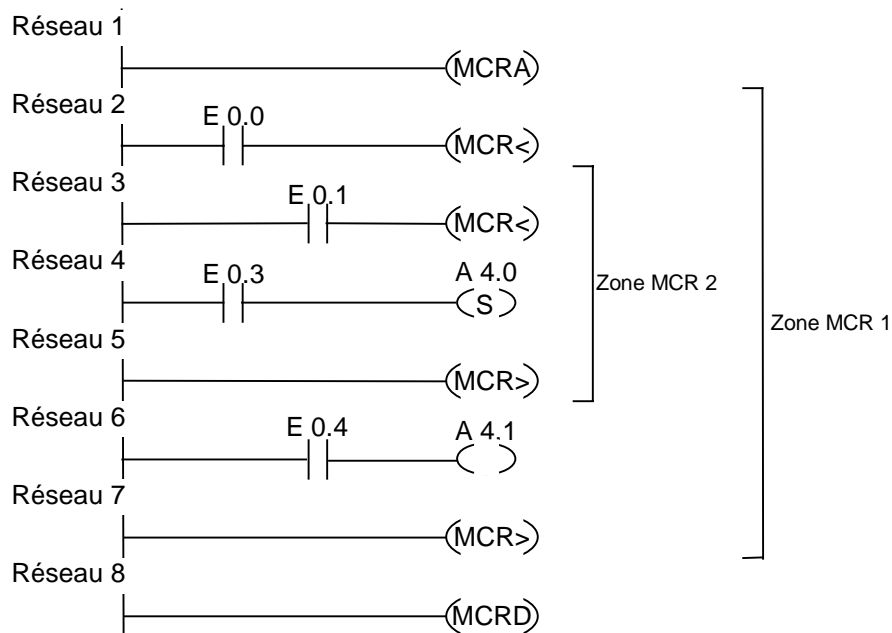 Réseau 1
(MCRA)
Réseau 2
E 0.0
(MCR<)
Réseau 3
E 0.1
(MCR<)
Réseau 4
E 0.3 A 4.0
(S)
Zone MCR 2
Réseau 5
(MCR>)
Zone MCR 1
Réseau 6
E 0.4 A 4.1
( )
Réseau 7
(MCR>)
Réseau 8
(MCRD)